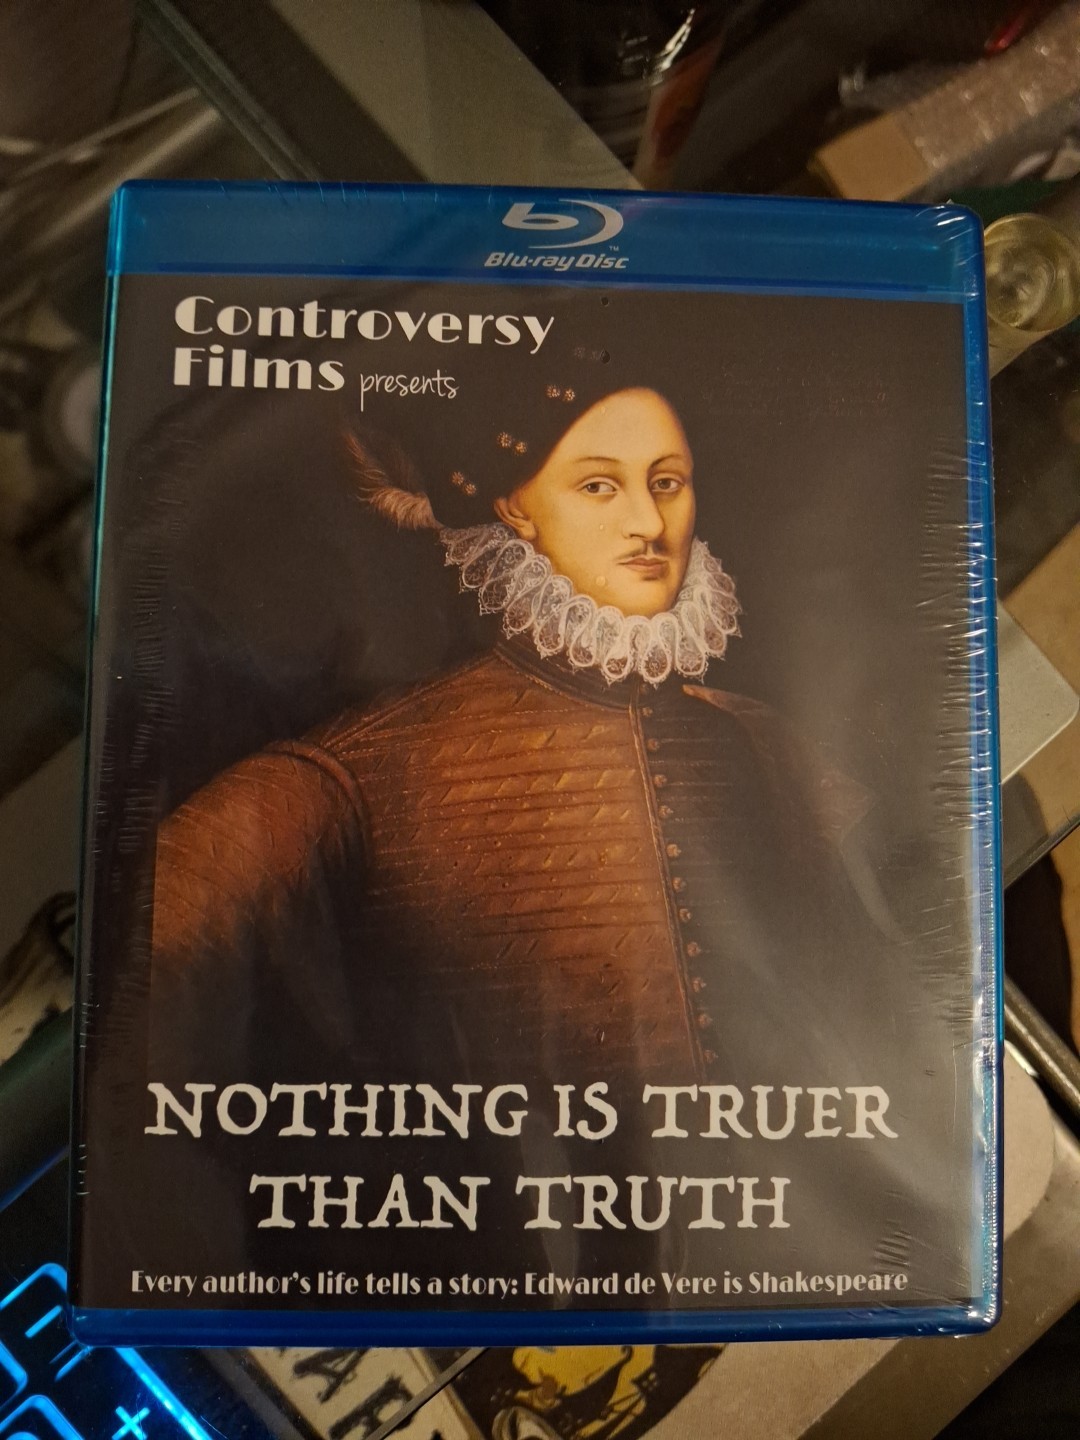 Blu-ray Disc
TM
Controversy
Films presents
NOTHING IS TRUER
THAN TRUTH
Every author's life tells a story: Edward de Vere is Shakespeare